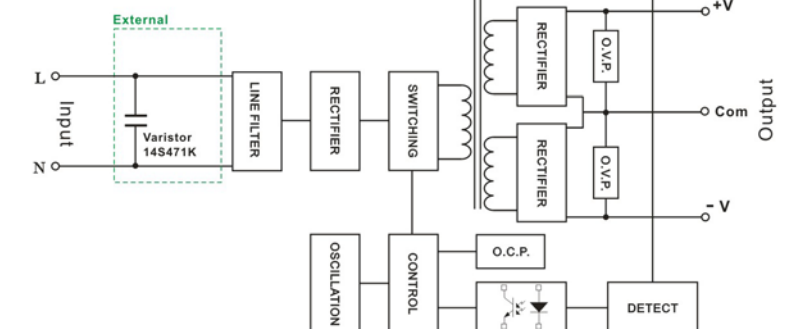 External
+V
L
Input
N
Varistor
14S471K
LINE FILTER
RECTIFIER
SWITCHING
RECTIFIER
RECTIFIER
O.V.P.
O.V.P.
Com
Output
- V
OSCILLATION
CONTROL
O.C.P.
DETECT